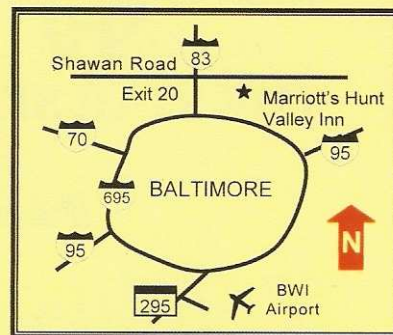 83
Shawan Road
Exit 20
Marriott's Hunt
Valley Inn
70
95
BALTIMORE
695
N
95
295
BWI
Airport